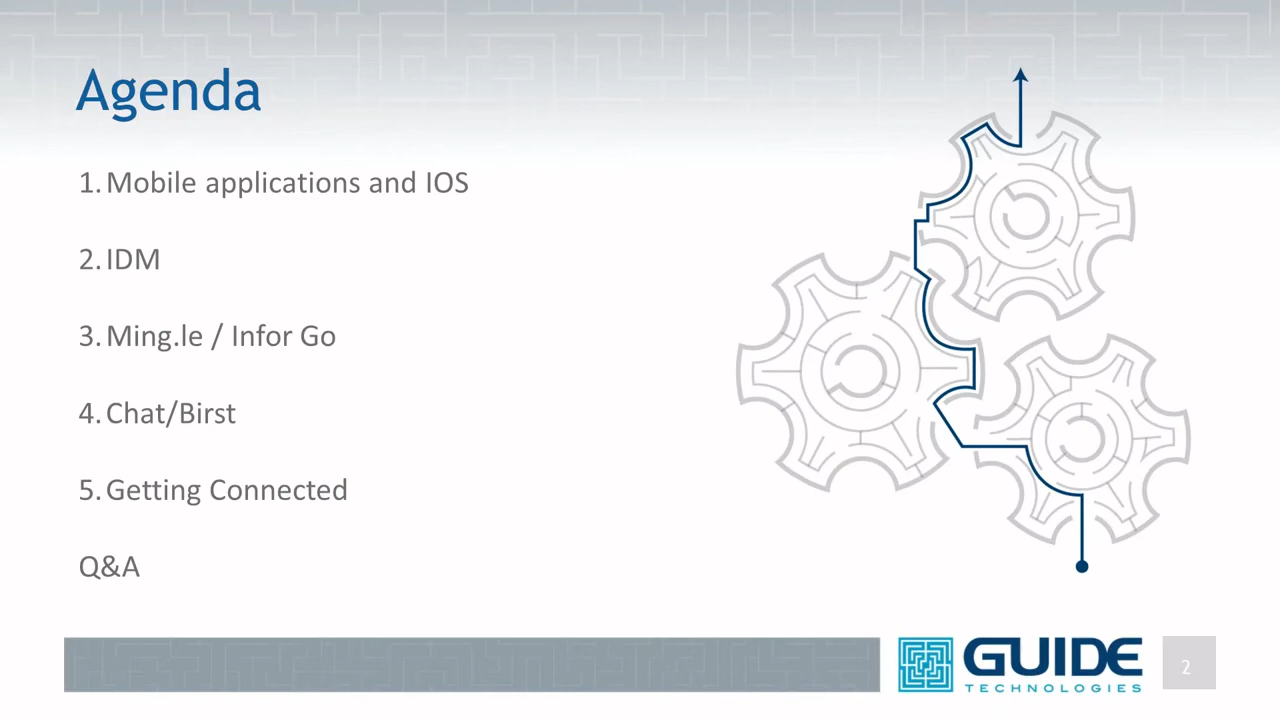 Agenda
1. Mobile applications and IOS
2. IDM
3. Ming.le / Infor Go
4. Chat/Birst
5. Getting Connected
Q&A
GUIDE
TECHNOLOGIES
2